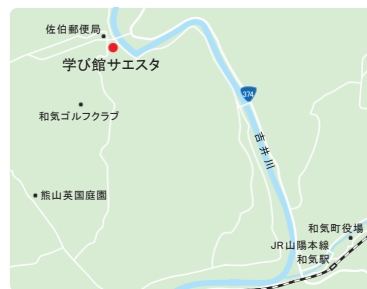 佐伯郵便局
学び館サエスタ
374
和気ゴルフクラブ
吉井川
熊山英国庭園
和気町役場
JR山陽本線
和気駅